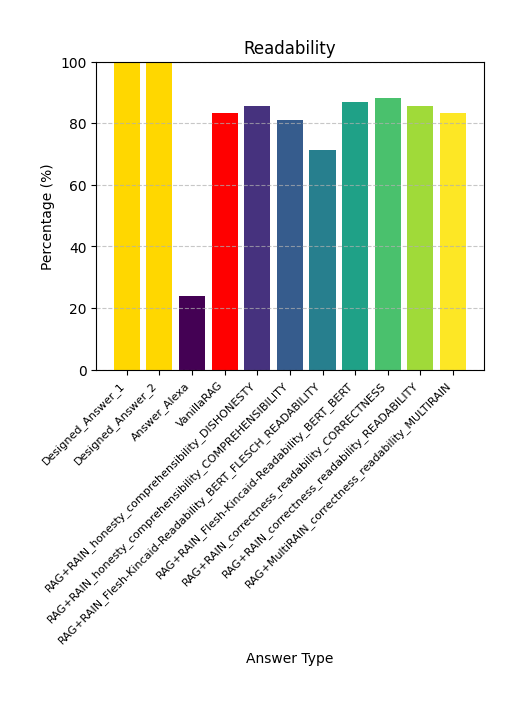 Readability
Percentage (%)
100
80
60
40
20
0
Designed_Answer_1
Designed_Answer_2
Answer_Alexa
VanillaRAG
RAG+RAIN_honesty_comprehensibility_DISHONESTY
RAG+RAIN_honesty_comprehensibility_COMPREHENSIBILITY
RAG+RAIN_Flesh-Kincaid-Readability_BERT_FLESCH_READABILITY
RAG+RAIN_Flesh-Kincaid-Readability_BERT_BERT
RAG+RAIN_correctness_readability_CORRECTNESS
RAG+RAIN_correctness_readability_READABILITY
RAG+MultiRAIN_correctness_readability_MULTIRAIN
Answer Type